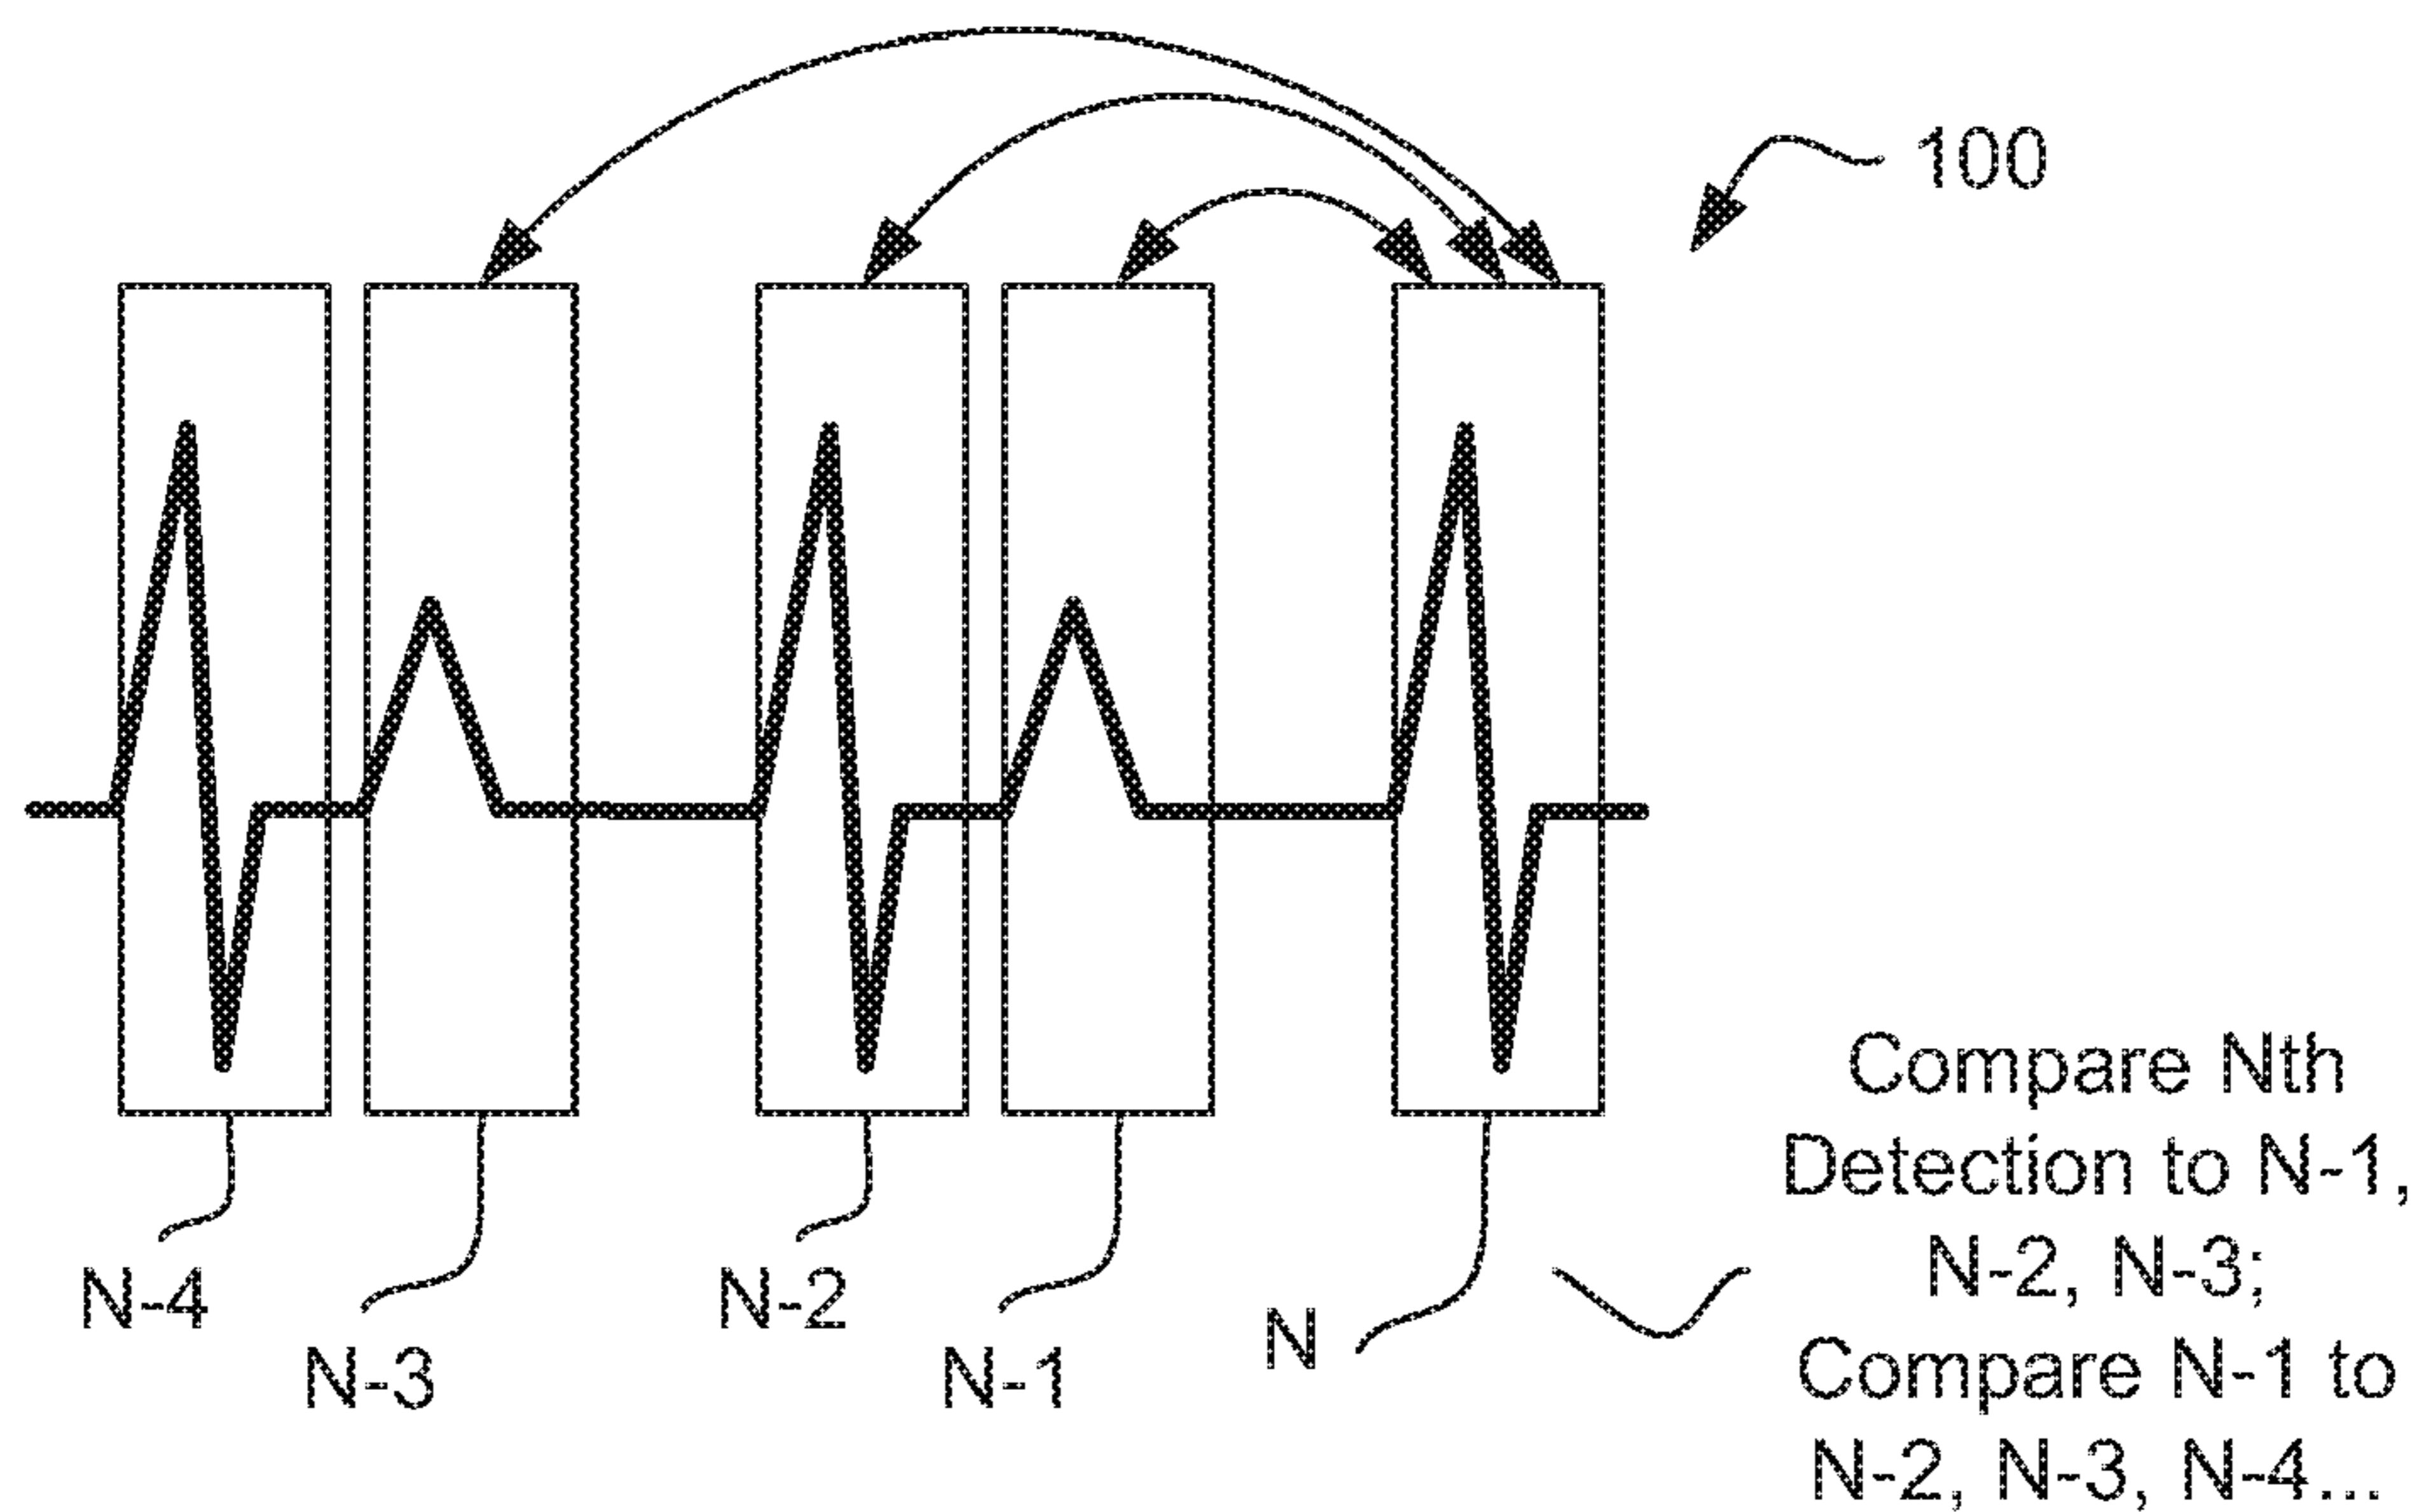 100
N-4
N-3
N-2
N-1
N
Compare Nth
Detection to N-1,
N-2, N-3;
Compare N-1 to
N-2, N-3, N-4...